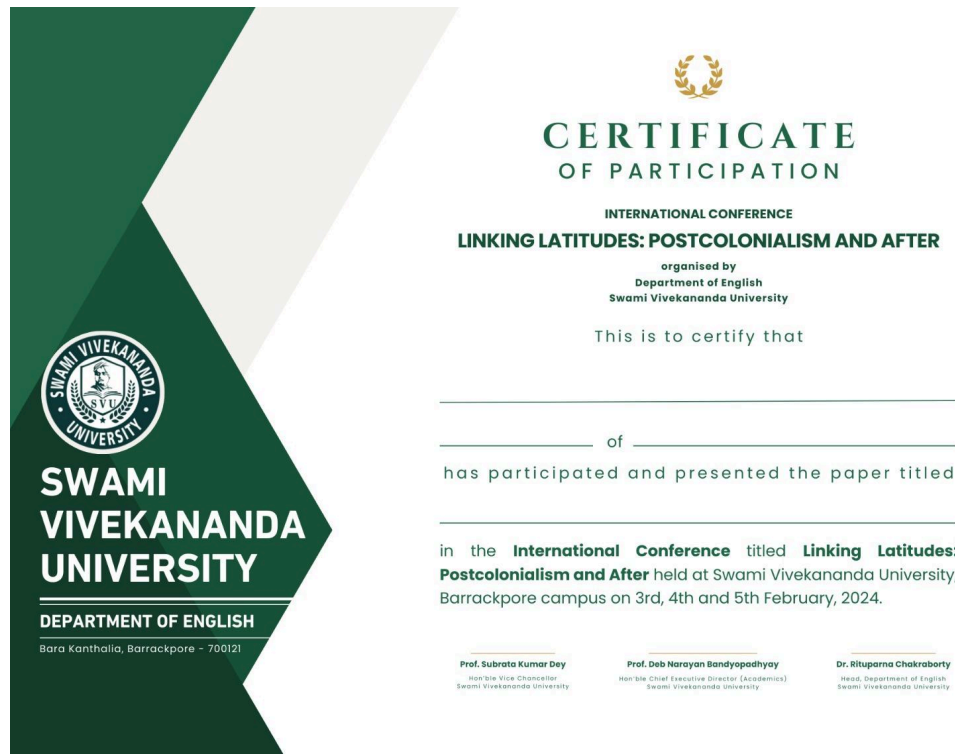 SWAMI VIVEKANANDA
SVU
UNIVERSITY
SWAMI
VIVEKANANDA
UNIVERSITY
DEPARTMENT OF ENGLISH
Bara Kanthalia, Barrackpore - 700121
CERTIFICATE
OF PARTICIPATION
INTERNATIONAL CONFERENCE
LINKING LATITUDES: POSTCOLONIALISM AND AFTER
organised by
Department of English
Swami Vivekananda University
This is to certify that
of
has participated and presented the paper titled
in the International Conference titled Linking Latitudes:
Postcolonialism and After held at Swami Vivekananda University,
Barrackpore campus on 3rd, 4th and 5th February, 2024.
Prof. Subrata Kumar Dey
Hon'ble Vice Chancellor
Swami Vivekananda University
Prof. Deb Narayan Bandyopadhyay
Hon'ble Chief Executive Director (Academics)
Swami Vivekananda University
Dr. Rituparna Chakraborty
Head, Department of English
Swami Vivekananda University